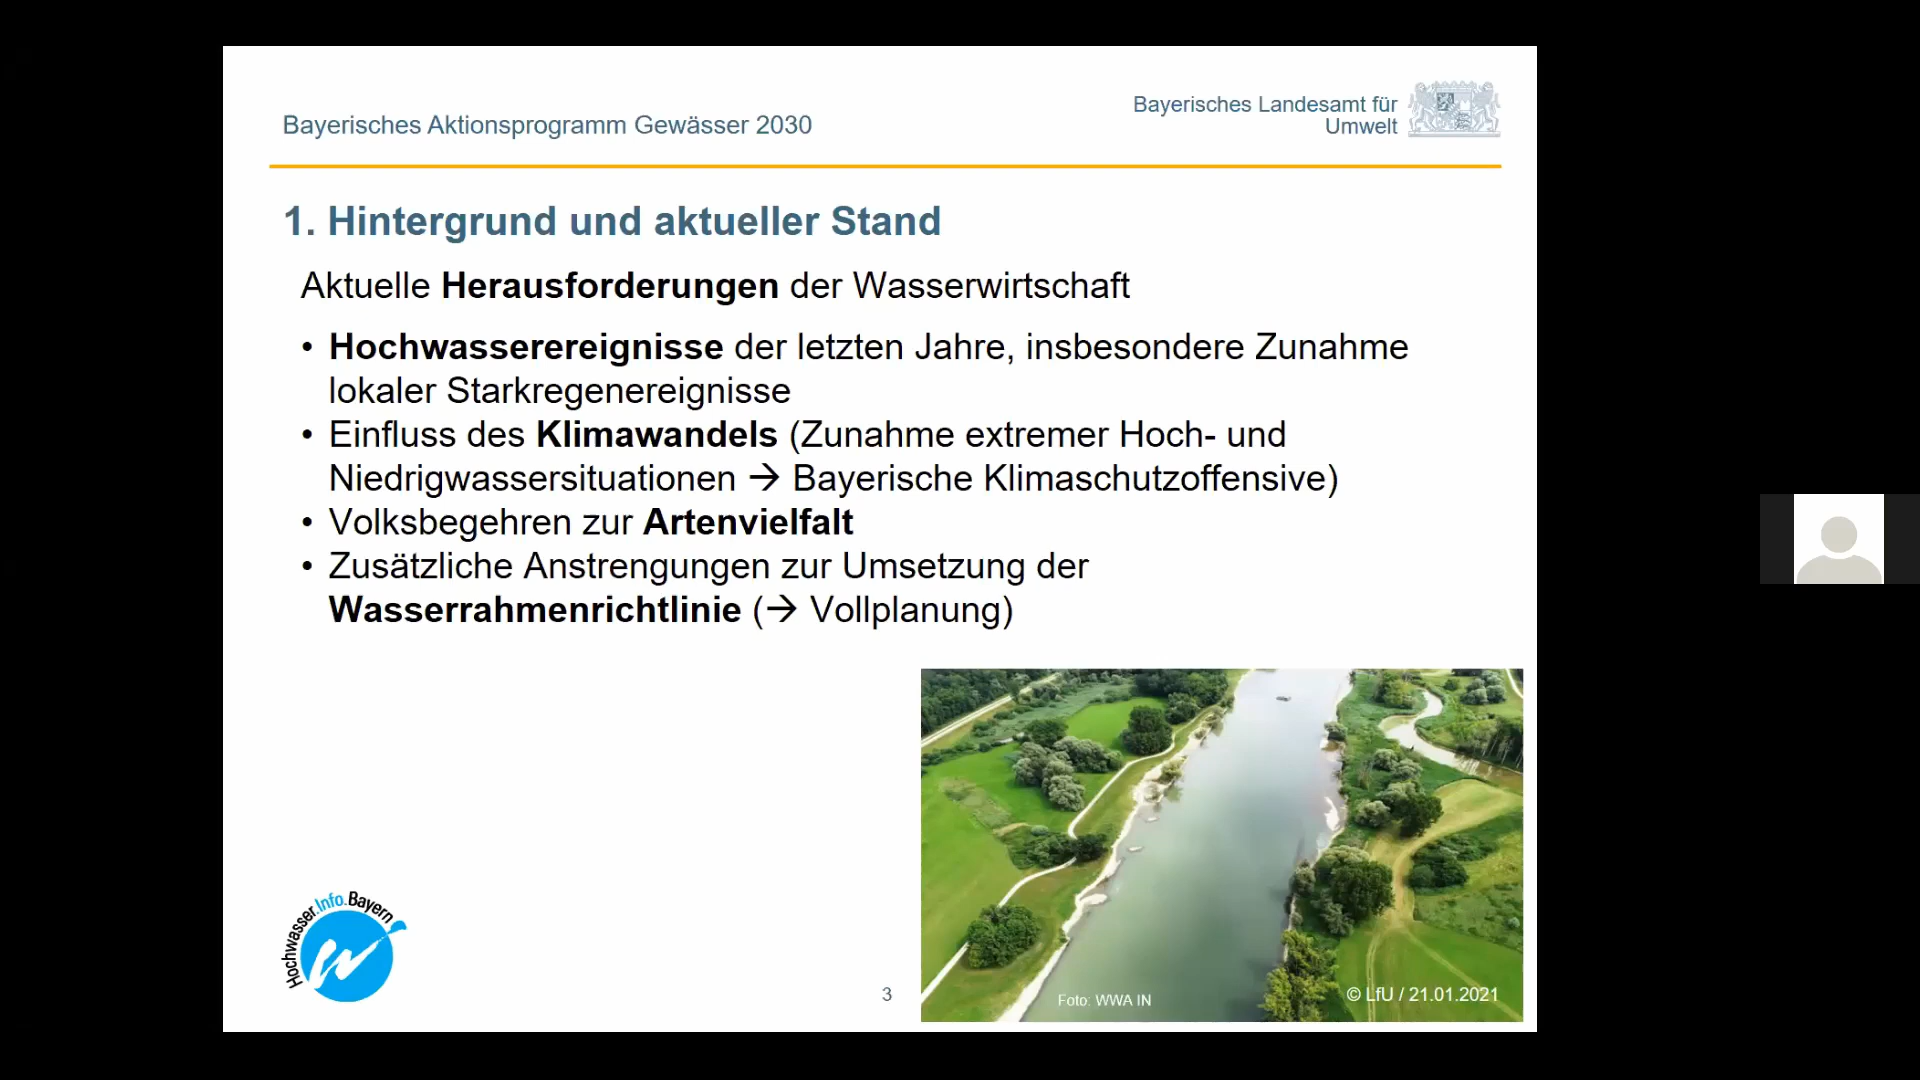 Bayerisches Aktionsprogramm Gewässer 2030
Bayerisches Landesamt für
Umwelt
1. Hintergrund und aktueller Stand
Aktuelle Herausforderungen der Wasserwirtschaft
• Hochwasserereignisse der letzten Jahre, insbesondere Zunahme
lokaler Starkregenereignisse
• Einfluss des Klimawandels (Zunahme extremer Hoch- und
Niedrigwassersituationen → Bayerische Klimaschutzoffensive)
• Volksbegehren zur Artenvielfalt
• Zusätzliche Anstrengungen zur Umsetzung der
Wasserrahmenrichtlinie (→ Vollplanung)
Hochwasser.Info.Bayern
3
Foto: WWA IN
© LfU / 21.01.2021